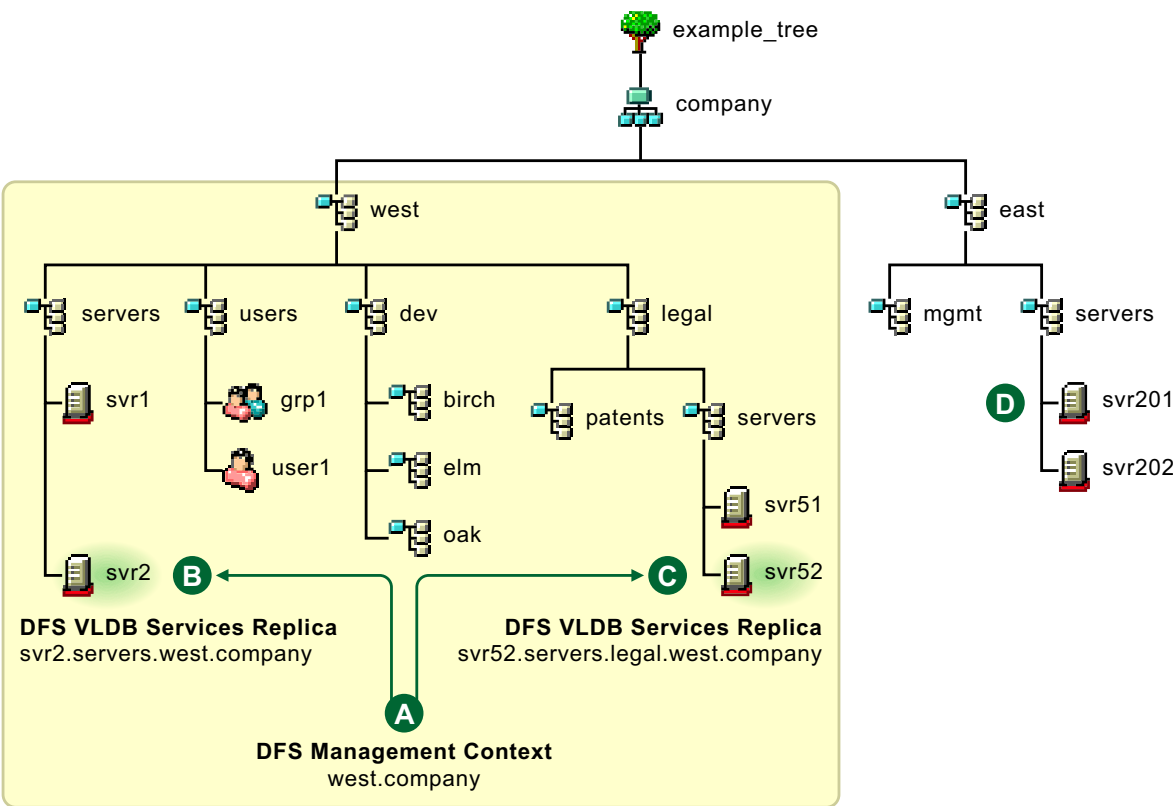 example_tree
company
west
east
servers
users
dev
legal
mgmt
servers
svr1
grp1
birch
patents
servers
D
svr201
user1
elm
svr202
svr51
oak
svr2
B
C
svr52
DFS VLDB Services Replica
svr2.servers.west.company
DFS VLDB Services Replica
svr52.servers.legal.west.company
A
DFS Management Context
west.company